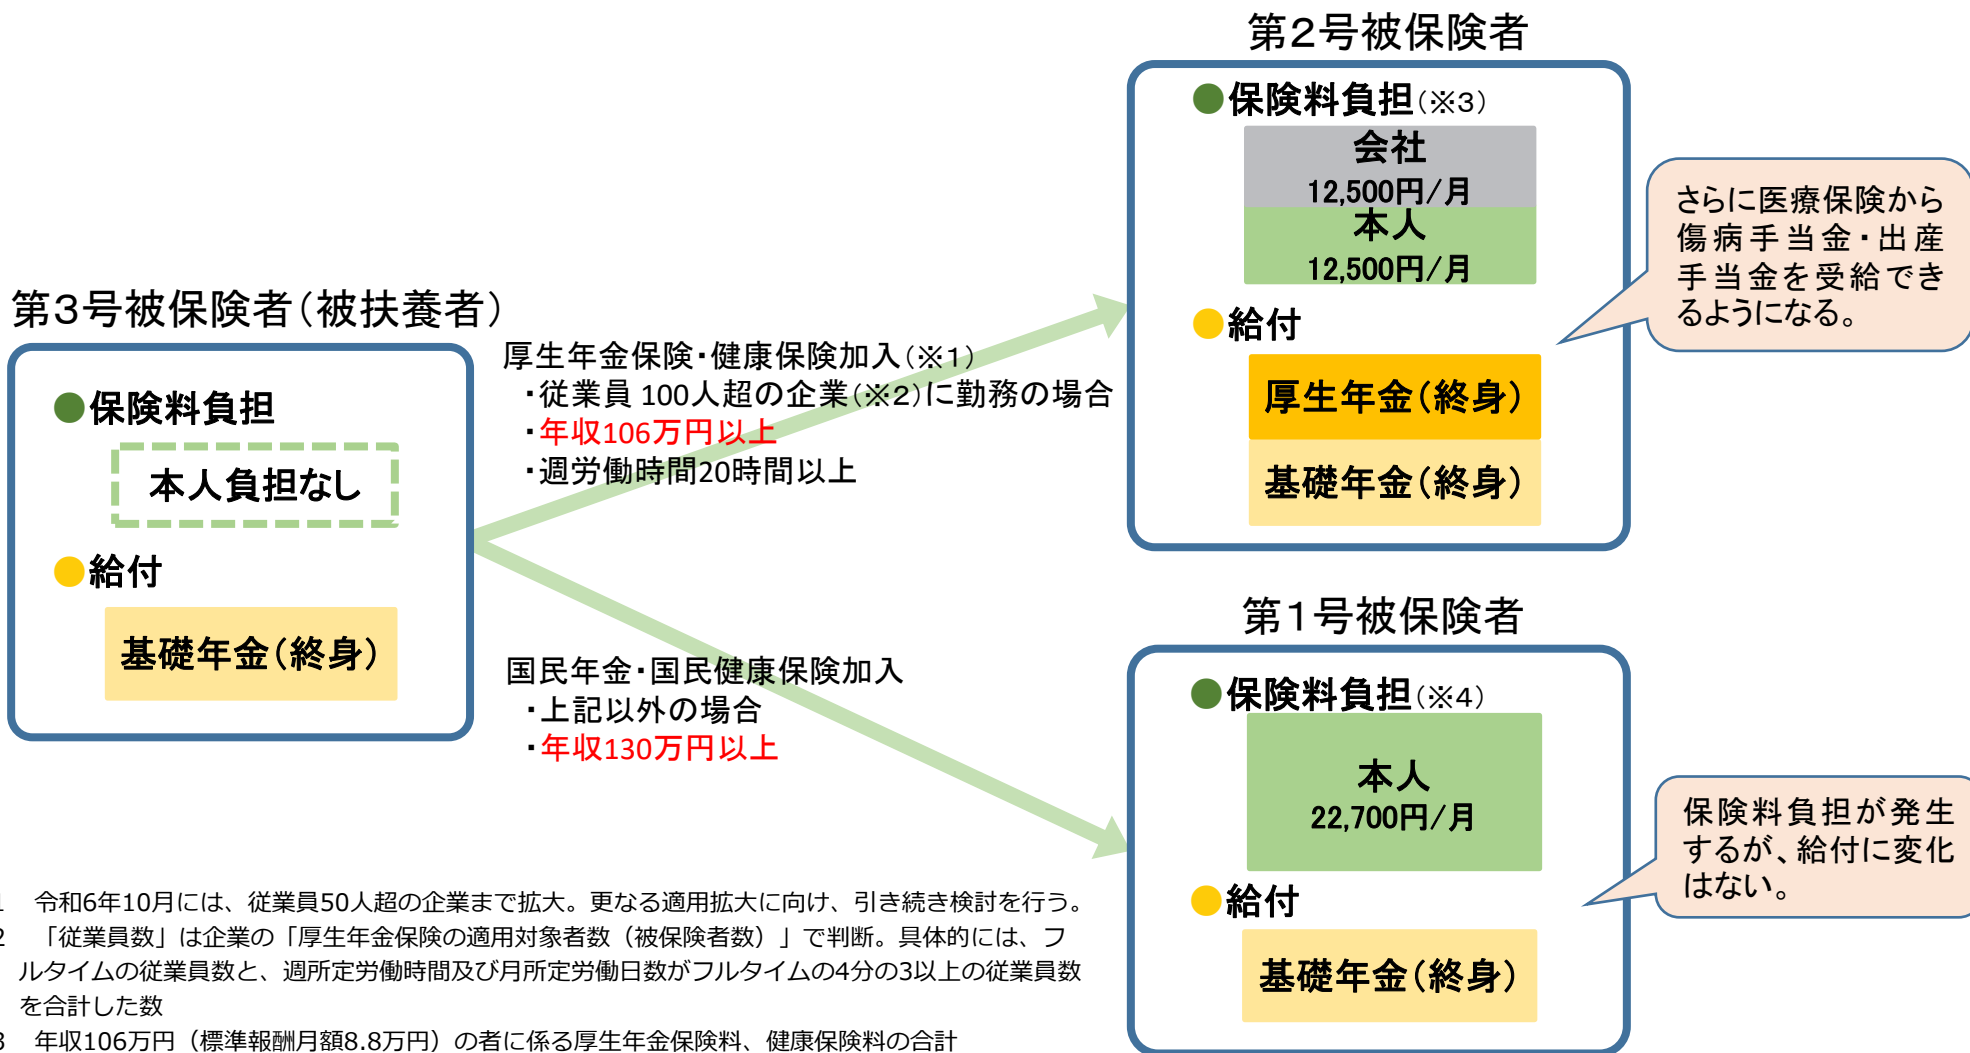 第2号被保険者
●保険料負担(※3)
会社
12,500円/月
本人
12,500円/月
●給付
厚生年金(終身)
基礎年金(終身)
さらに医療保険から
傷病手当金・出産
手当金を受給でき
るようになる。
第3号被保険者(被扶養者)
●保険料負担
本人負担なし
●給付
基礎年金(終身)
厚生年金保険・健康保険加入(※1)
・従業員 100人超の企業(※2)に勤務の場合
・年収106万円以上
・週労働時間20時間以上
国民年金・国民健康保険加入
・上記以外の場合
・年収130万円以上
第1号被保険者
●保険料負担(※4)
本人
22,700円/月
●給付
基礎年金(終身)
保険料負担が発生
するが、給付に変化
はない。
1 令和6年10月には、従業員50人超の企業まで拡大。更なる適用拡大に向け、引き続き検討を行う。
2 「従業員数」は企業の「厚生年金保険の適用対象者数（被保険者数）」で判断。具体的には、フ
ルタイムの従業員数と、週所定労働時間及び月所定労働日数がフルタイムの4分の3以上の従業員数
を合計した数
3 年収106万円（標準報酬月額8.8万円）の者に係る厚生年金保険料、健康保険料の合計